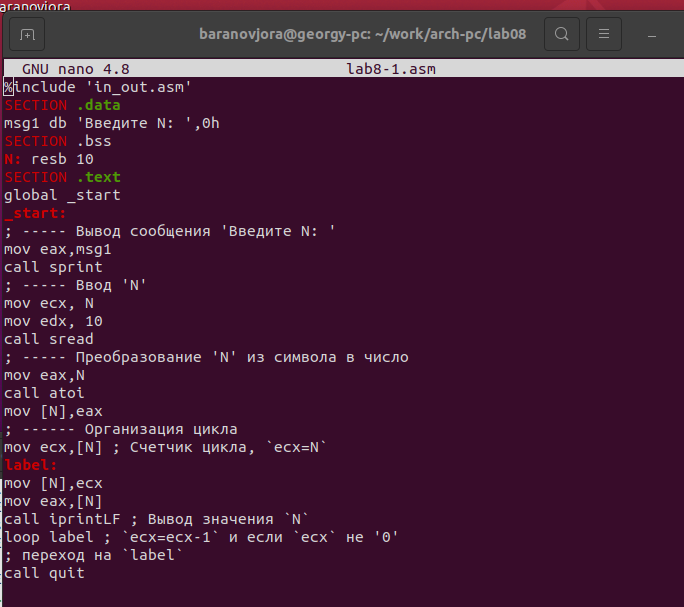 baranovjora
baranovjora@georgy-pc: ~/work/arch-pc/lab08
GNU nano 4.8 lab8-1.asm
%include 'in_out.asm'
SECTION .data
msg1 db 'Введите N: ',0h
SECTION .bss
N: resb 10
SECTION .text
global _start
_start:
; ----- Вывод сообщения 'Введите N: '
mov eax,msg1
call sprint
; ----- Ввод 'N'
mov ecx, N
mov edx, 10
call sread
; ----- Преобразование 'N' из символа в число
mov eax,N
call atoi
mov [N],eax
; ------ Организация цикла
mov ecx,[N] ; Счетчик цикла, `ecx=N`
label:
mov [N],ecx
mov eax,[N]
call iprintLF ; Вывод значения `N`
loop label ; `ecx=ecx-1` и если `ecx` не '0'
; переход на `label`
call quit